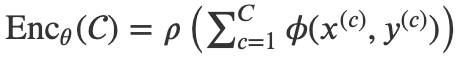 Enc_θ(𝒞) = ρ (∑_{c=1}^{C} ϕ(x^{(c)}, y^{(c)}))